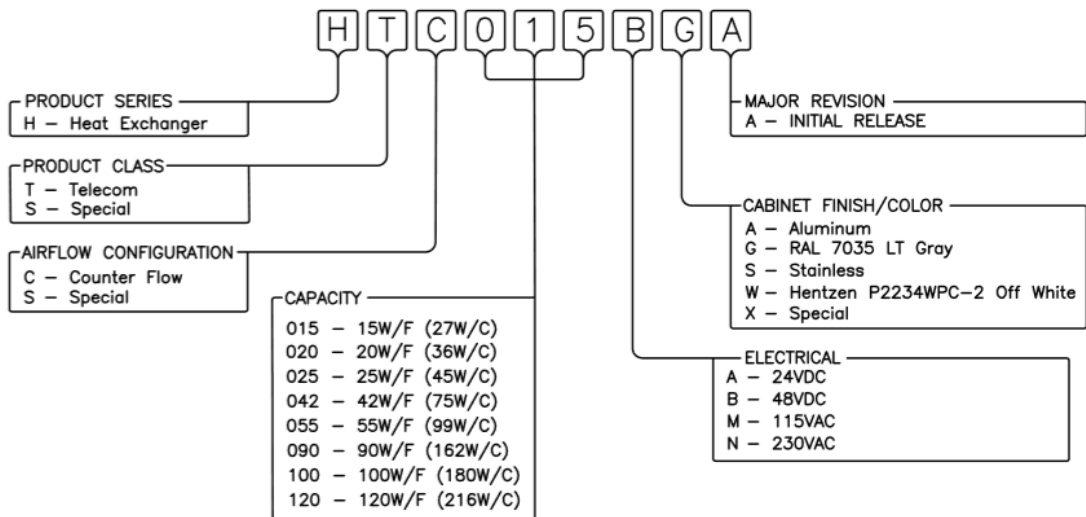 HTC015BGA
PRODUCT SERIES
H – Heat Exchanger
PRODUCT CLASS
T – Telecom
S – Special
AIRFLOW CONFIGURATION
C – Counter Flow
S – Special
CAPACITY
015 – 15W/F (27W/C)
020 – 20W/F (36W/C)
025 – 25W/F (45W/C)
042 – 42W/F (75W/C)
055 – 55W/F (99W/C)
090 – 90W/F (162W/C)
100 – 100W/F (180W/C)
120 – 120W/F (216W/C)
MAJOR REVISION
A – INITIAL RELEASE
CABINET FINISH/COLOR
A – Aluminum
G – RAL 7035 LT Gray
S – Stainless
W – Hentzen P2234WPC–2 Off White
X – Special
ELECTRICAL
A – 24VDC
B – 48VDC
M – 115VAC
N – 230VAC